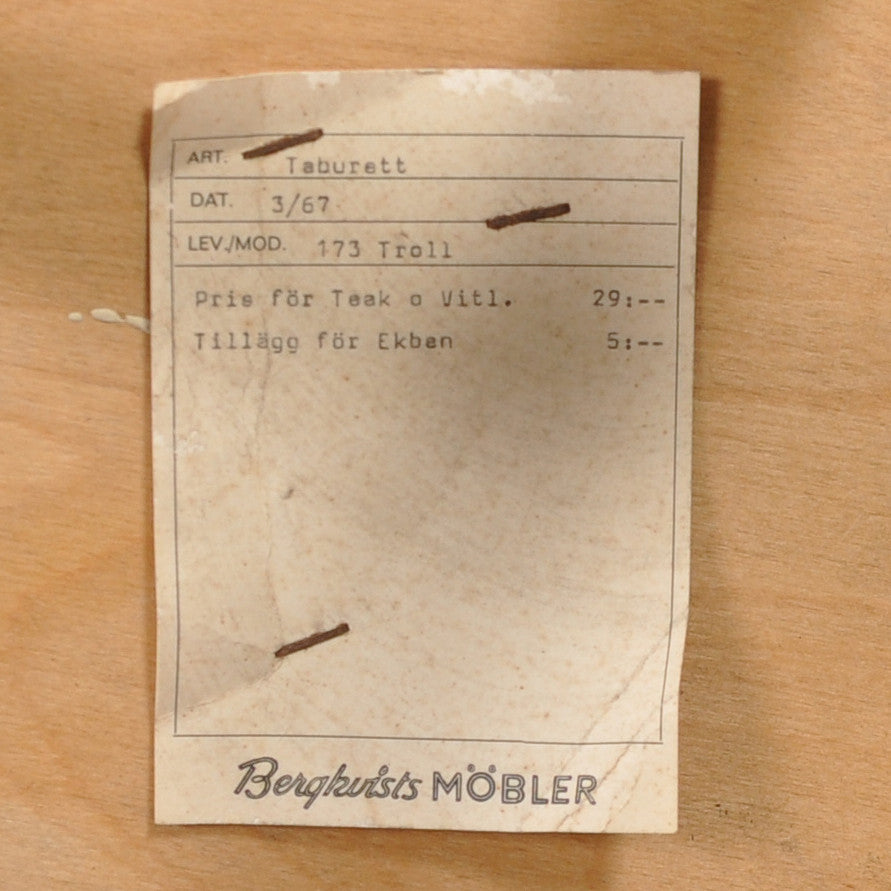 ART. Taburett
DAT. 3/67
LEV./MOD. 173 Troll
Pris för Teak o Vitl. 29:--
Tillägg för Ekben 5:--
Bergkvists MÖBLER